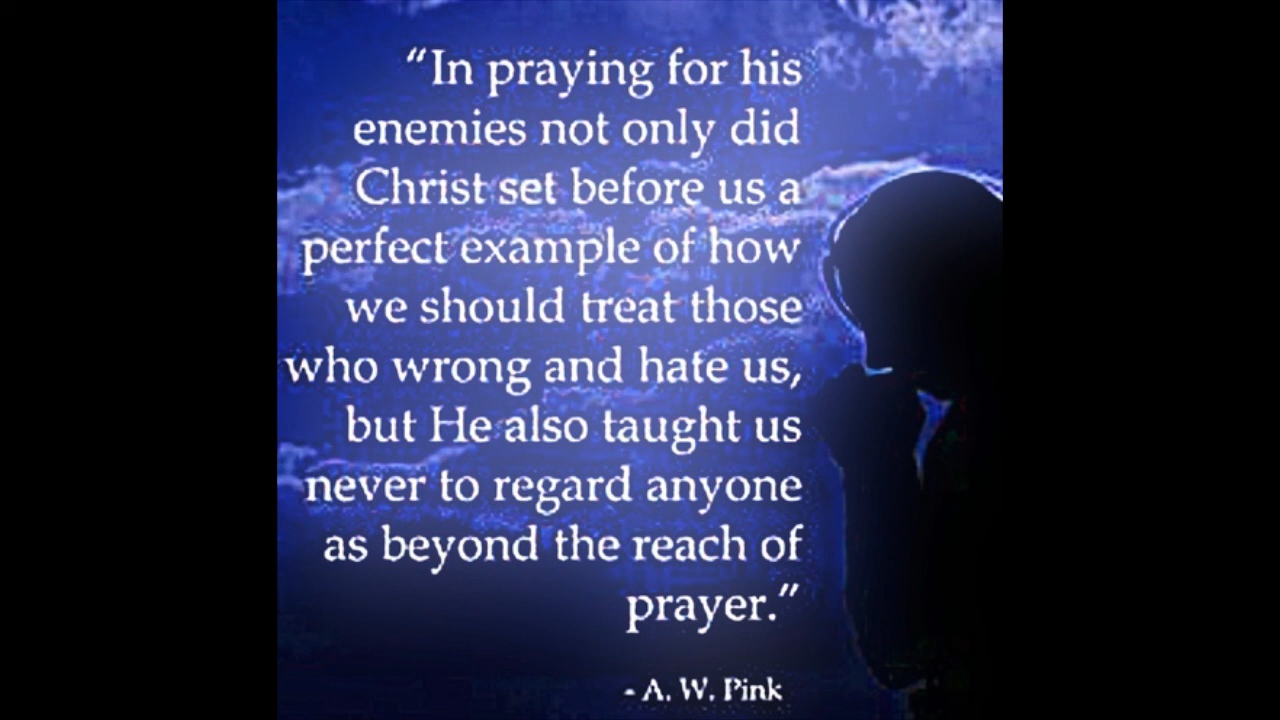 “In praying for his
enemies not only did
Christ set before us a
perfect example of how
we should treat those
who wrong and hate us,
but He also taught us
never to regard anyone
as beyond the reach of
prayer.”
- A. W. Pink